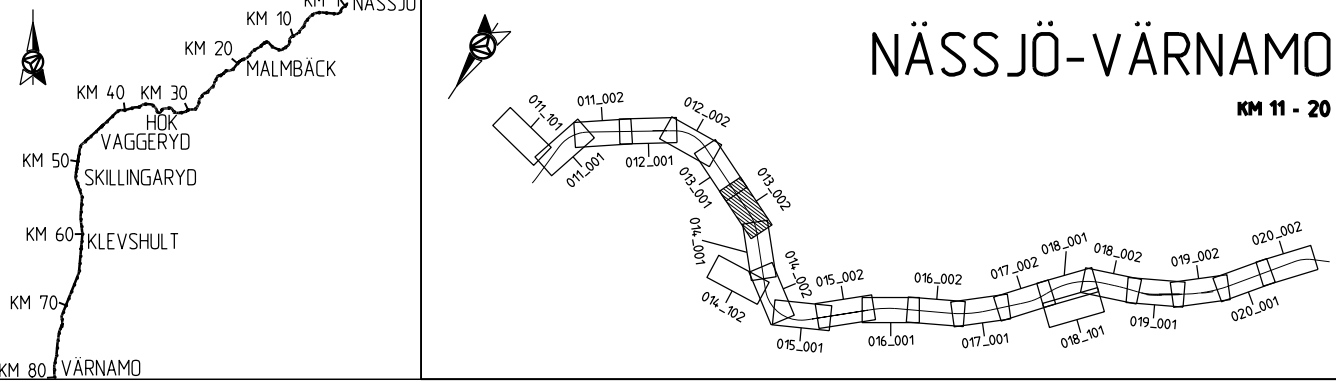 NÄSSJÖ
KM 10
KM 20
MALMBÄCK
KM 40
KM 30
HOK
VAGGERYD
KM 50
SKILLINGARYD
KM 60
KLEVSHULT
KM 70
KM 80
VÄRNAMO
NÄSSJÖ-VÄRNAMO
KM 11 - 20
011_101
011_002
012_002
011_001
012_001
013_001
013_002
014_001
014_002
014_102
015_002
016_002
017_002
018_001
018_002
019_002
020_002
015_001
016_001
017_001
018_101
019_001
020_001